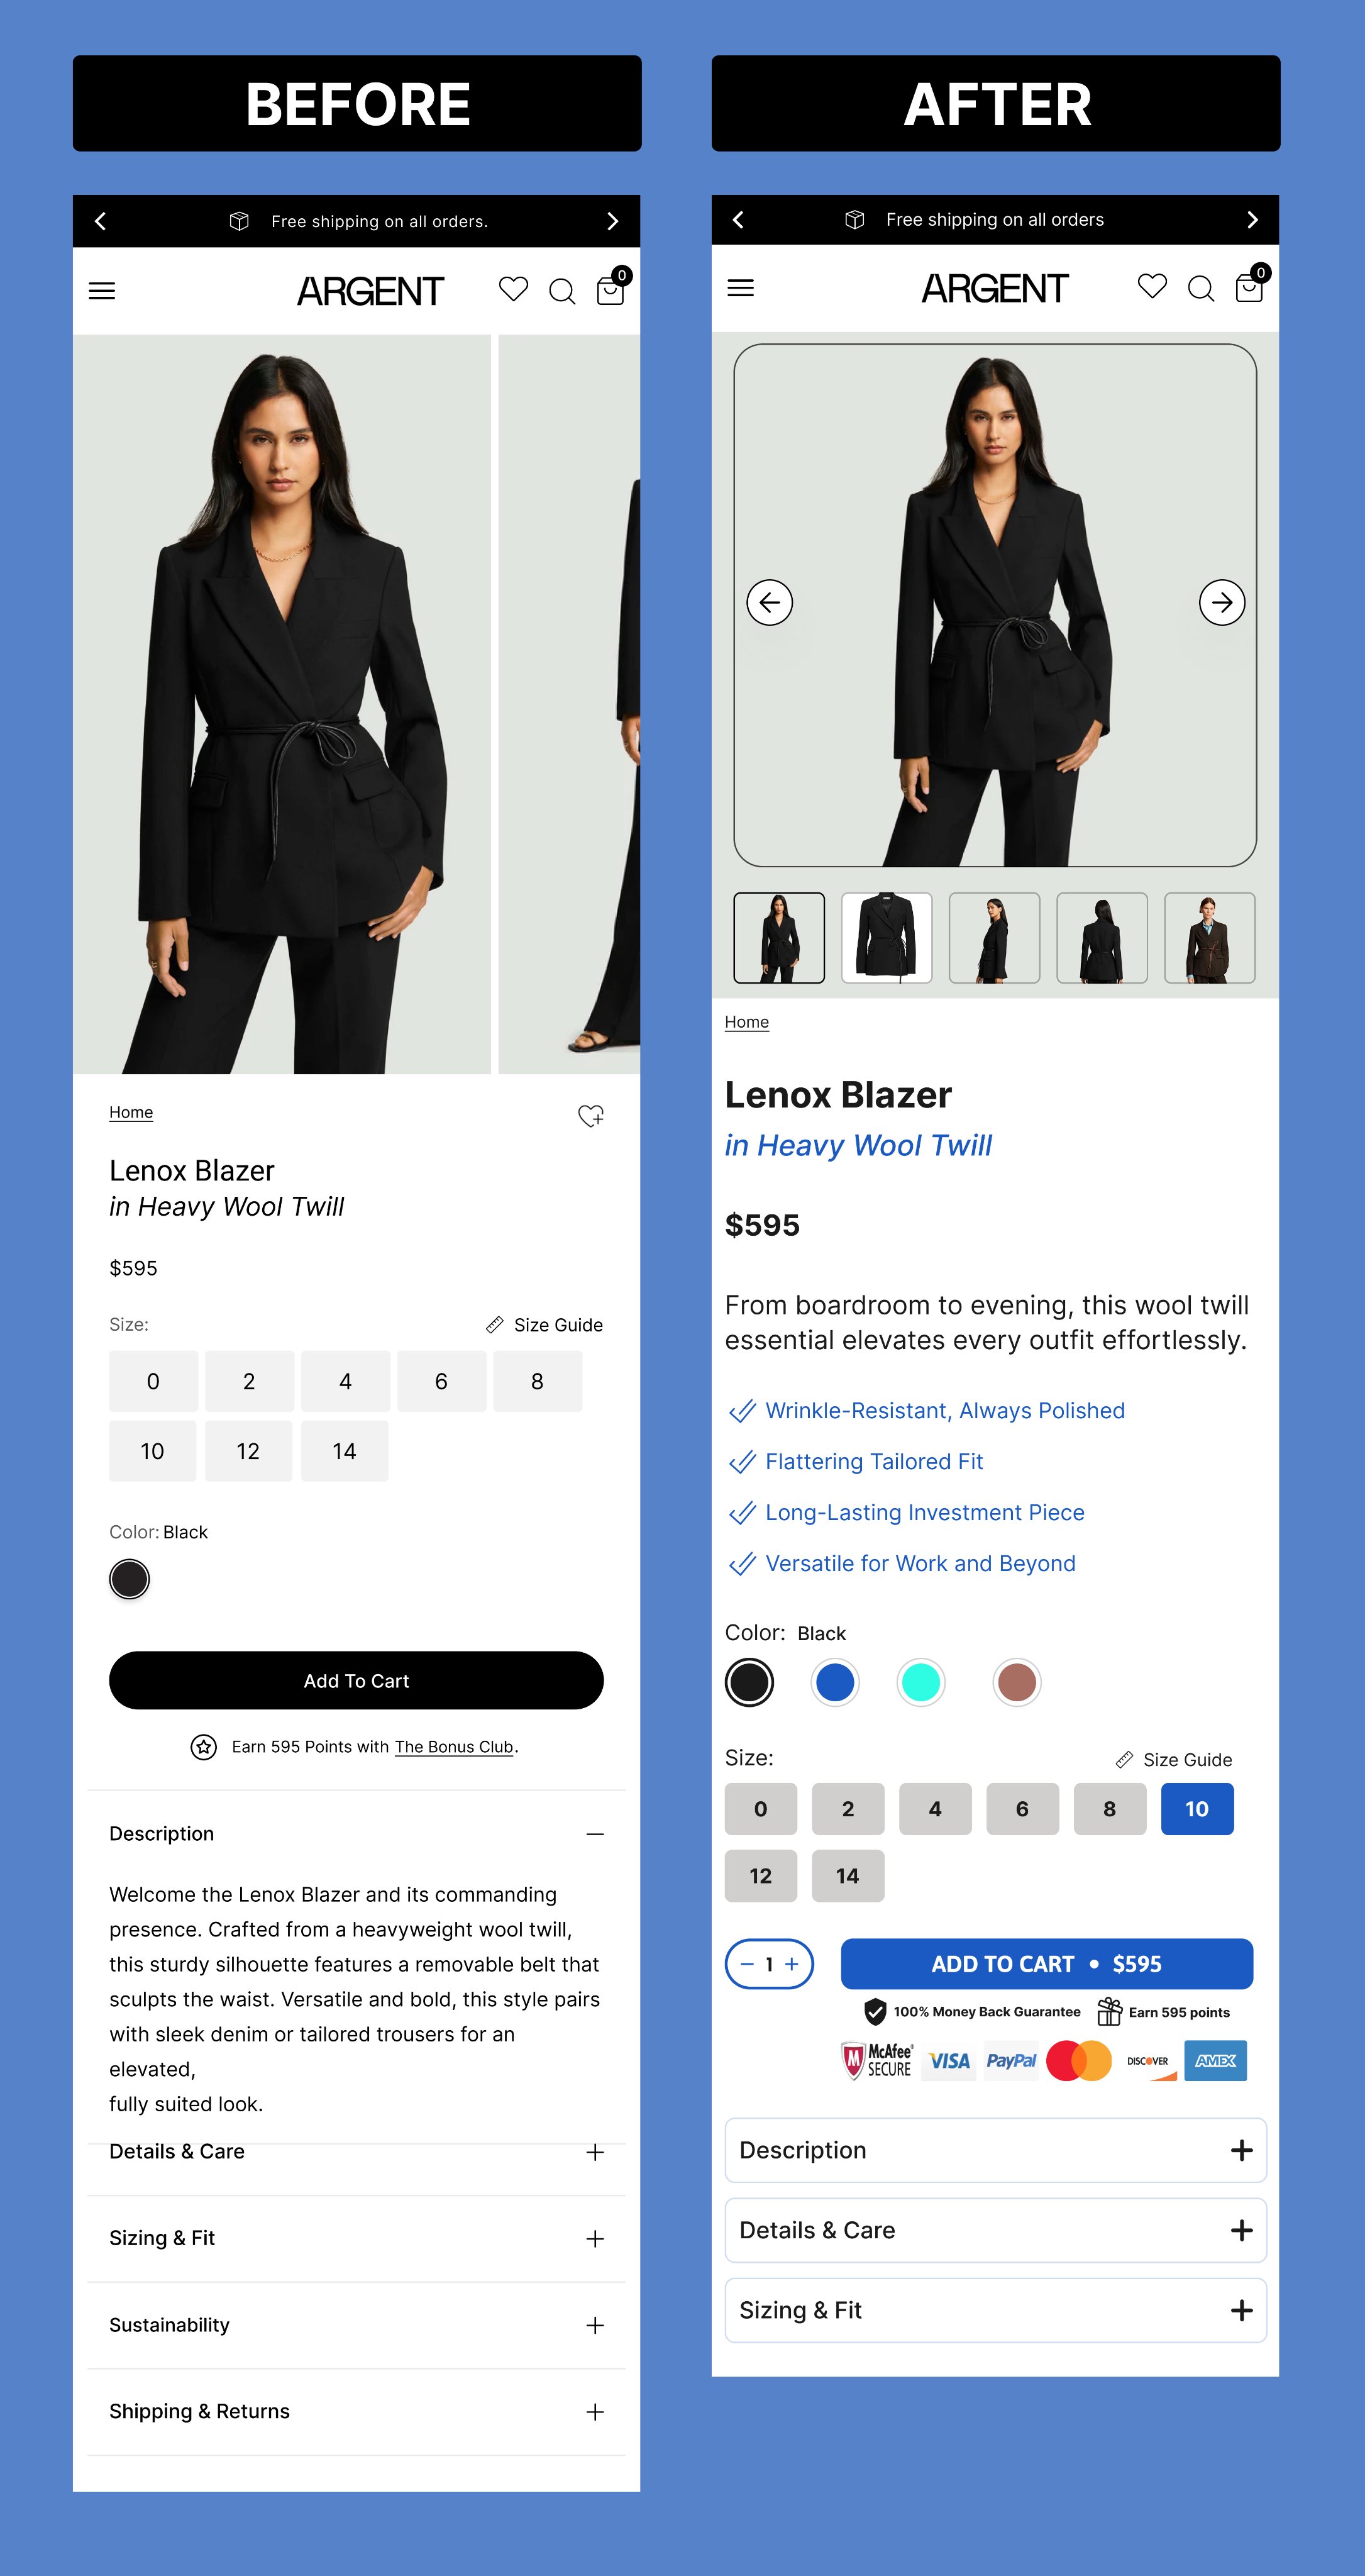 BEFORE
Free shipping on all orders.
ARGENT
0
Home
Lenox Blazer
in Heavy Wool Twill
$595
Size:
Size Guide
0 2 4 6 8
10 12 14
Color: Black
Add To Cart
Earn 595 Points with The Bonus Club.
Description
Welcome the Lenox Blazer and its commanding
presence. Crafted from a heavyweight wool twill,
this sturdy silhouette features a removable belt that
sculpts the waist. Versatile and bold, this style pairs
with sleek denim or tailored trousers for an
elevated,
fully suited look.
Details & Care
Sizing & Fit
Sustainability
Shipping & Returns
AFTER
Free shipping on all orders
ARGENT
0
Home
Lenox Blazer
in Heavy Wool Twill
$595
From boardroom to evening, this wool twill
essential elevates every outfit effortlessly.
Wrinkle-Resistant, Always Polished
Flattering Tailored Fit
Long-Lasting Investment Piece
Versatile for Work and Beyond
Color: Black
Size:
Size Guide
0 2 4 6 8 10
12 14
− 1 +
ADD TO CART • $595
100% Money Back Guarantee
Earn 595 points
McAfee SECURE
VISA
PayPal
DISCOVER
AMEX
Description
Details & Care
Sizing & Fit